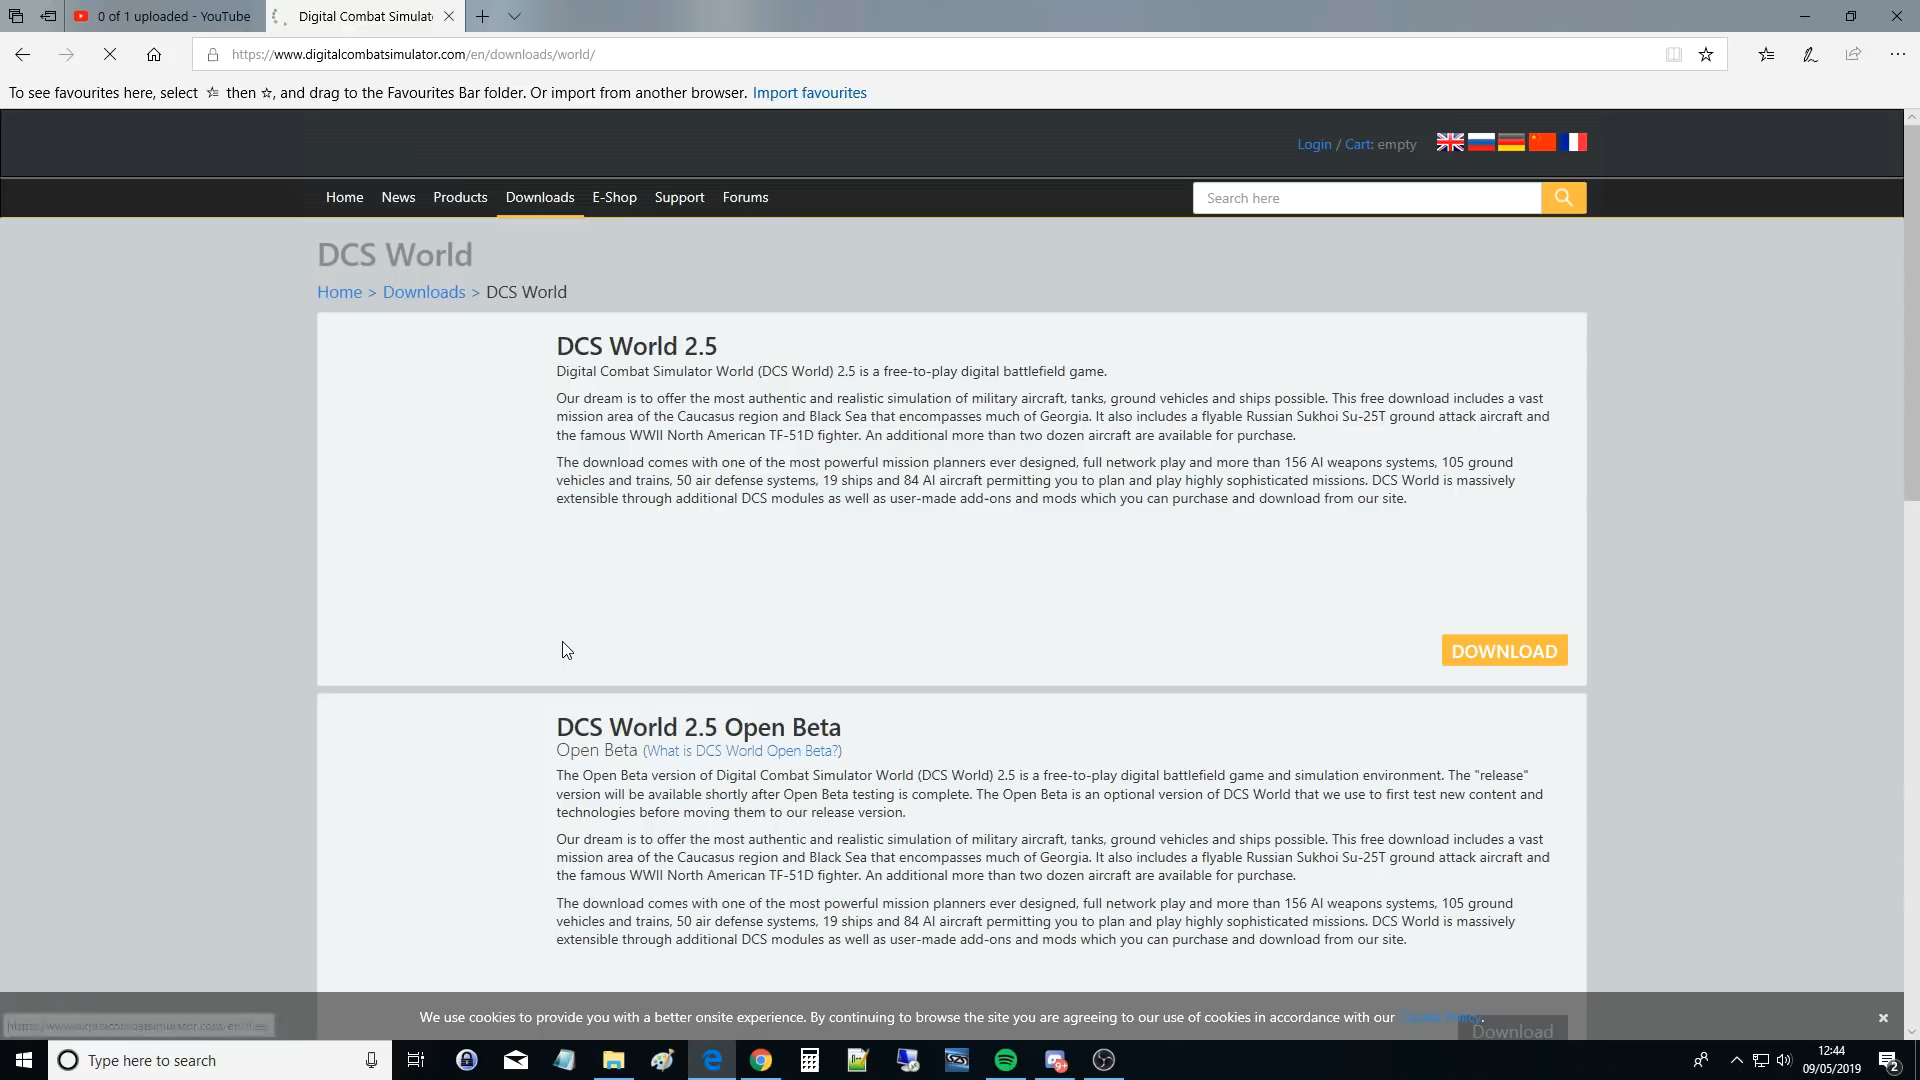 0 of 1 uploaded - YouTube
Digital Combat Simulat
https://www.digitalcombatsimulator.com/en/downloads/world/
To see favourites here, select then , and drag to the Favourites Bar folder. Or import from another browser. Import favourites
Login / Cart: empty
Home News Products Downloads E-Shop Support Forums
Search here
DCS World
Home > Downloads > DCS World
DCS World 2.5
Digital Combat Simulator World (DCS World) 2.5 is a free-to-play digital battlefield game.
Our dream is to offer the most authentic and realistic simulation of military aircraft, tanks, ground vehicles and ships possible. This free download includes a vast
mission area of the Caucasus region and Black Sea that encompasses much of Georgia. It also includes a flyable Russian Sukhoi Su-25T ground attack aircraft and
the famous WWII North American TF-51D fighter. An additional more than two dozen aircraft are available for purchase.
The download comes with one of the most powerful mission planners ever designed, full network play and more than 156 AI weapons systems, 105 ground
vehicles and trains, 50 air defense systems, 19 ships and 84 AI aircraft permitting you to plan and play highly sophisticated missions. DCS World is massively
extensible through additional DCS modules as well as user-made add-ons and mods which you can purchase and download from our site.
DOWNLOAD
DCS World 2.5 Open Beta
Open Beta (What is DCS World Open Beta?)
The Open Beta version of Digital Combat Simulator World (DCS World) 2.5 is a free-to-play digital battlefield game and simulation environment. The "release"
version will be available shortly after Open Beta testing is complete. The Open Beta is an optional version of DCS World that we use to first test new content and
technologies before moving them to our release version.
Our dream is to offer the most authentic and realistic simulation of military aircraft, tanks, ground vehicles and ships possible. This free download includes a vast
mission area of the Caucasus region and Black Sea that encompasses much of Georgia. It also includes a flyable Russian Sukhoi Su-25T ground attack aircraft and
the famous WWII North American TF-51D fighter. An additional more than two dozen aircraft are available for purchase.
The download comes with one of the most powerful mission planners ever designed, full network play and more than 156 AI weapons systems, 105 ground
vehicles and trains, 50 air defense systems, 19 ships and 84 AI aircraft permitting you to plan and play highly sophisticated missions. DCS World is massively
extensible through additional DCS modules as well as user-made add-ons and mods which you can purchase and download from our site.
We use cookies to provide you with a better onsite experience. By continuing to browse the site you are agreeing to our use of cookies in accordance with our
Download
Type here to search
12:44
09/05/2019
2